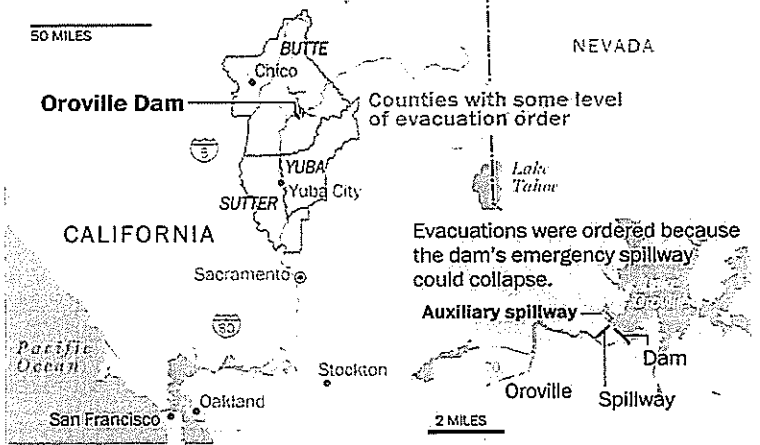 50 MILES
BUTTE
Chico
NEVADA
Oroville Dam
Counties with some level
of evacuation order
5
YUBA
Yuba City
SUTTER
Lake
Tahoe
CALIFORNIA
Evacuations were ordered because
the dam's emergency spillway
could collapse.
Sacramento
Auxiliary spillway
80
Pacific
Ocean
Dam
Stockton
Oroville
Spillway
Oakland
San Francisco
2 MILES